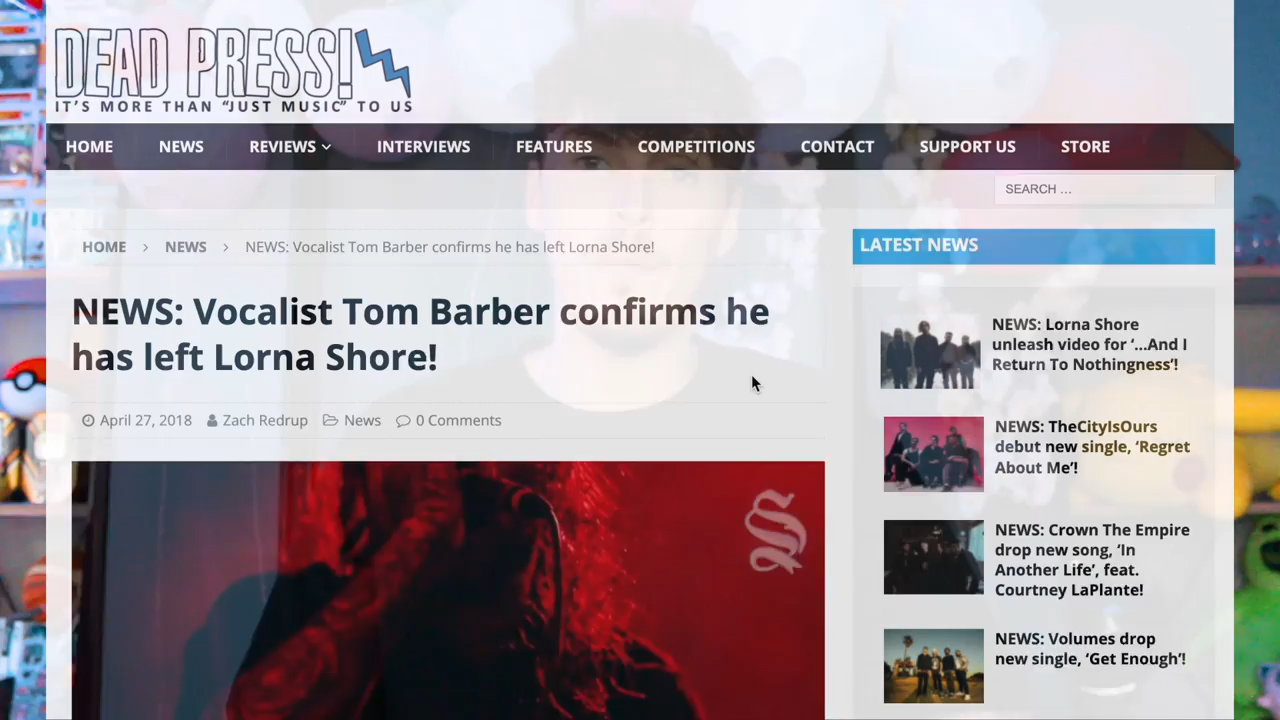 DEAD PRESS!
IT'S MORE THAN "JUST MUSIC" TO US
HOME NEWS REVIEWS INTERVIEWS FEATURES COMPETITIONS CONTACT SUPPORT US STORE
SEARCH ...
HOME > NEWS > NEWS: Vocalist Tom Barber confirms he has left Lorna Shore!
NEWS: Vocalist Tom Barber confirms he
has left Lorna Shore!
April 27, 2018 Zach Redrup News 0 Comments
S
LATEST NEWS
NEWS: Lorna Shore
unleash video for ‘...And I
Return To Nothingness’!
NEWS: TheCityIsOurs
debut new single, ‘Regret
About Me’!
NEWS: Crown The Empire
drop new song, ‘In
Another Life’, feat.
Courtney LaPlante!
NEWS: Volumes drop
new single, ‘Get Enough’!